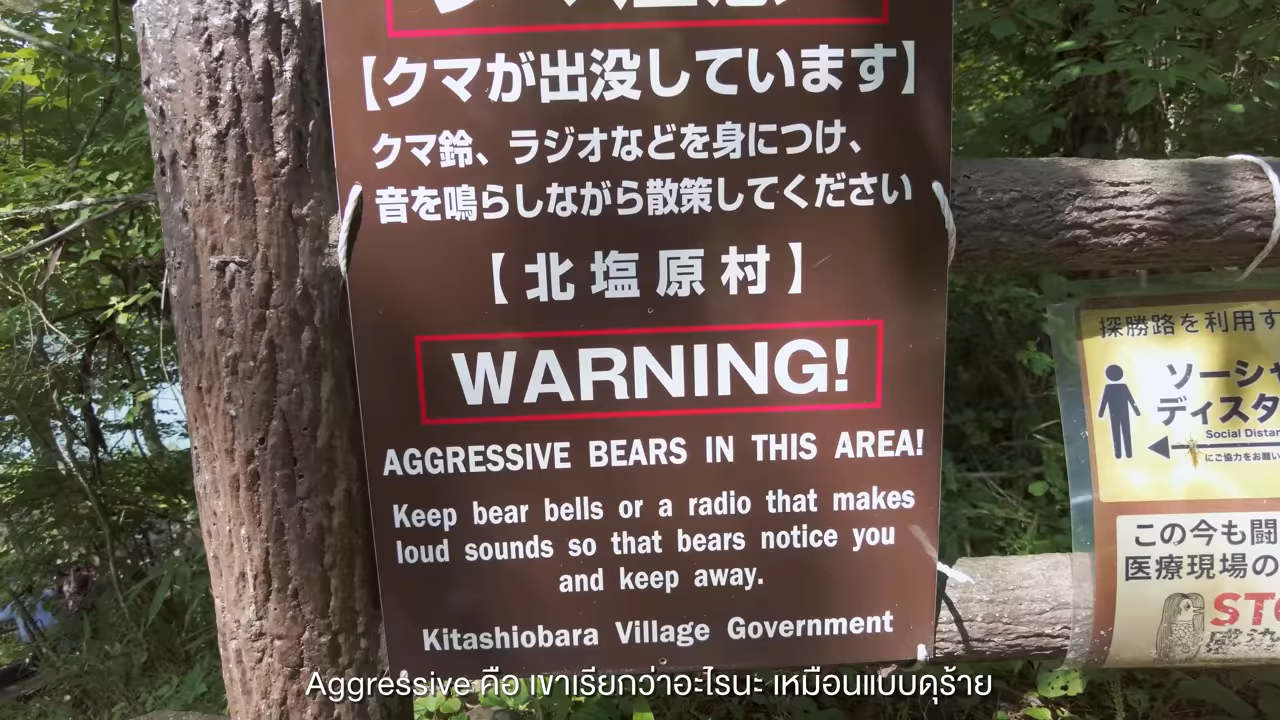 【クマが出没しています】
クマ鈴、ラジオなどを身につけ、
音を鳴らしながら散策してください
【北塩原村】
WARNING!
AGGRESSIVE BEARS IN THIS AREA!
Keep bear bells or a radio that makes
loud sounds so that bears notice you
and keep away.
Kitashiobara Village Government
探勝路を利用す
ソーシャ
ディスタ
Social Distan
にご協力をお願い
この今も闘
医療現場の
STO
Aggressive คือ เขาเรียกว่าอะไรนะ เหมือนแบบดุร้าย